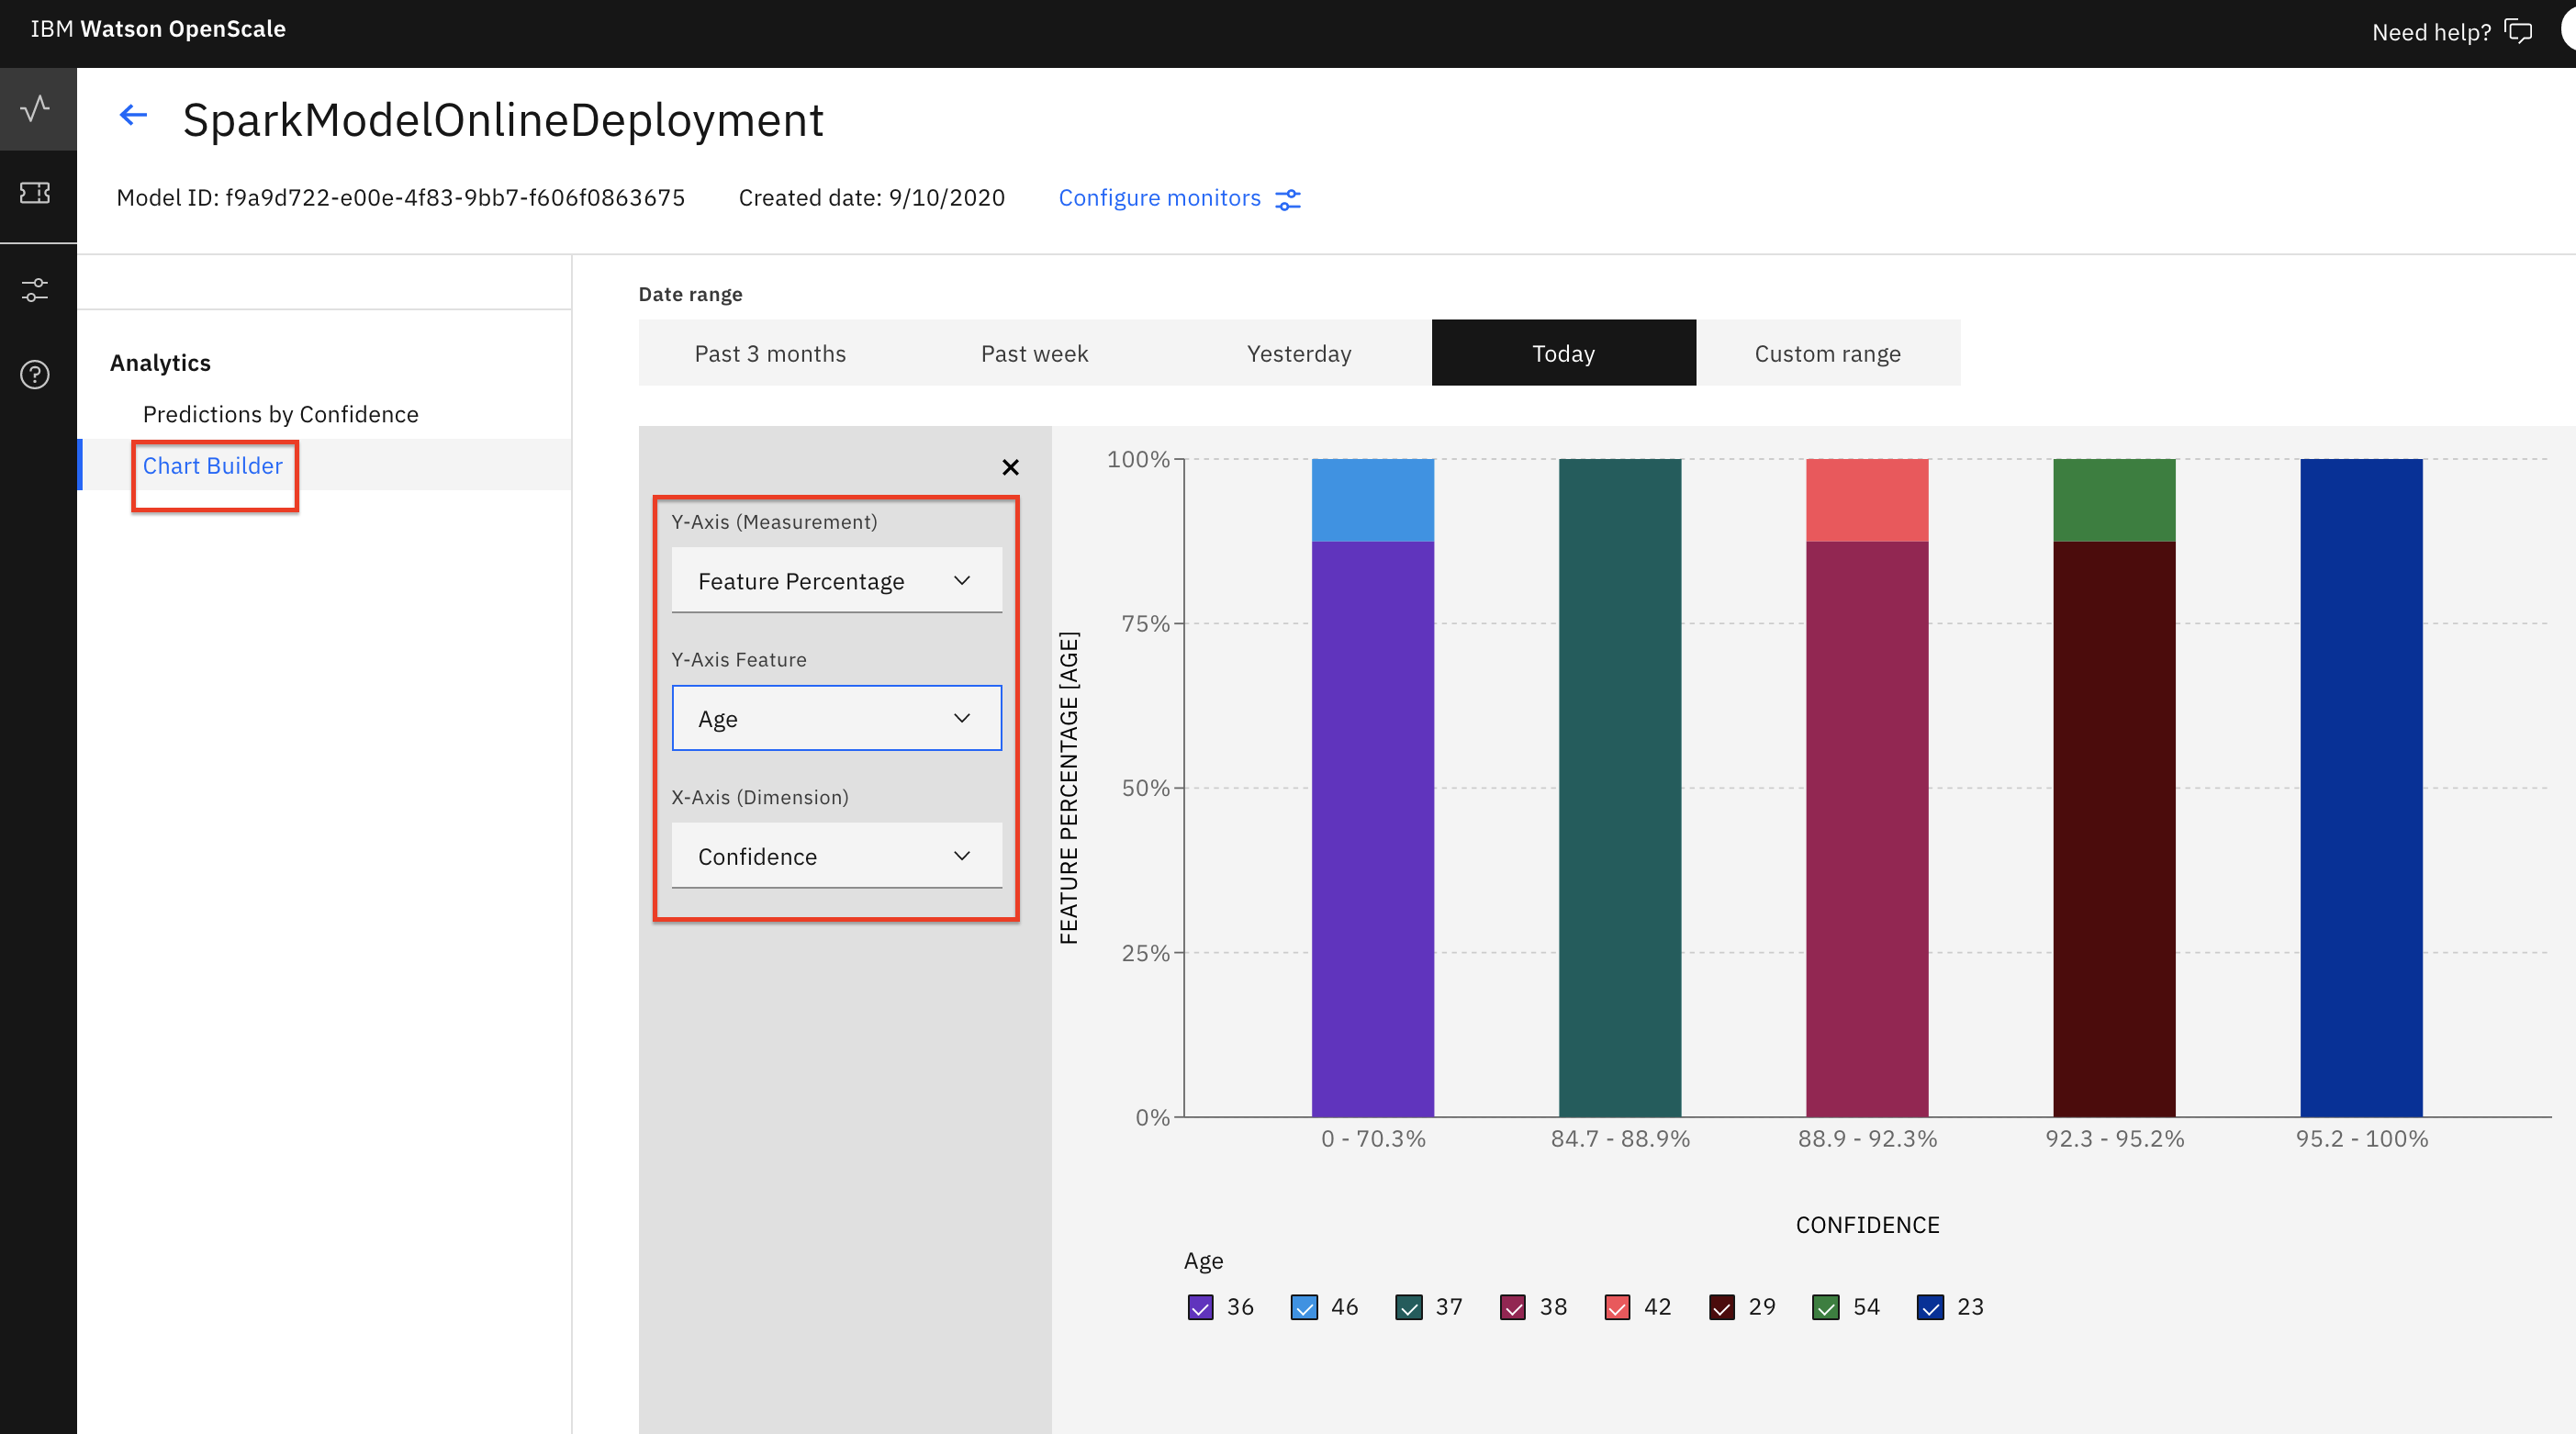 IBM Watson OpenScale
Need help?
SparkModelOnlineDeployment
Model ID: f9a9d722-e00e-4f83-9bb7-f606f0863675
Created date: 9/10/2020
Configure monitors
Analytics
Predictions by Confidence
Chart Builder
Date range
Past 3 months
Past week
Yesterday
Today
Custom range
Y-Axis (Measurement)
Feature Percentage
Y-Axis Feature
Age
X-Axis (Dimension)
Confidence
FEATURE PERCENTAGE [AGE]
100%
75%
50%
25%
0%
0 - 70.3%
84.7 - 88.9%
88.9 - 92.3%
92.3 - 95.2%
95.2 - 100%
CONFIDENCE
Age
36
46
37
38
42
29
54
23